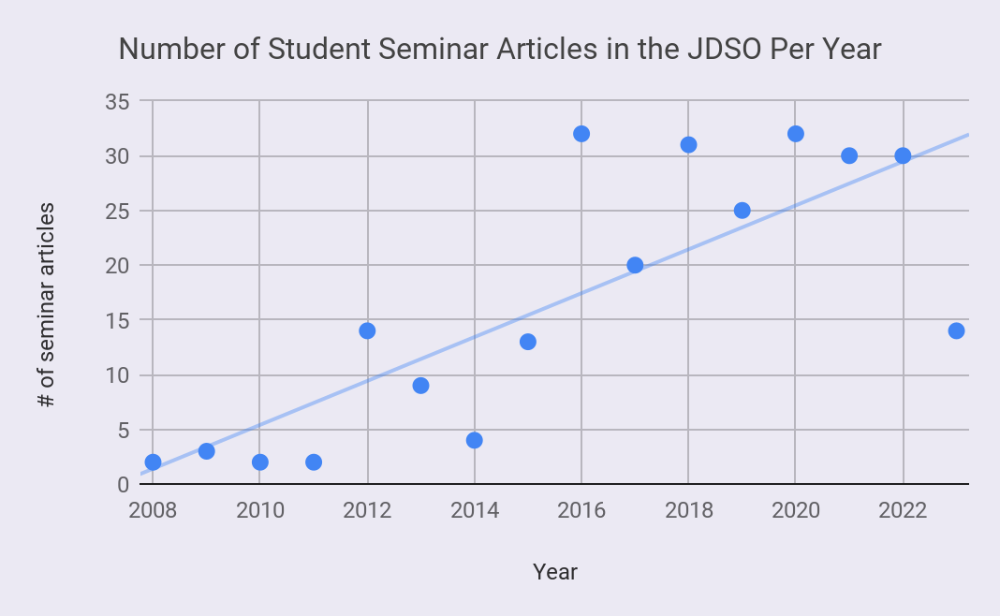 Number of Student Seminar Articles in the JDSO Per Year
35
30
25
20
15
10
5
0
# of seminar articles
2008 2010 2012 2014 2016 2018 2020 2022
Year